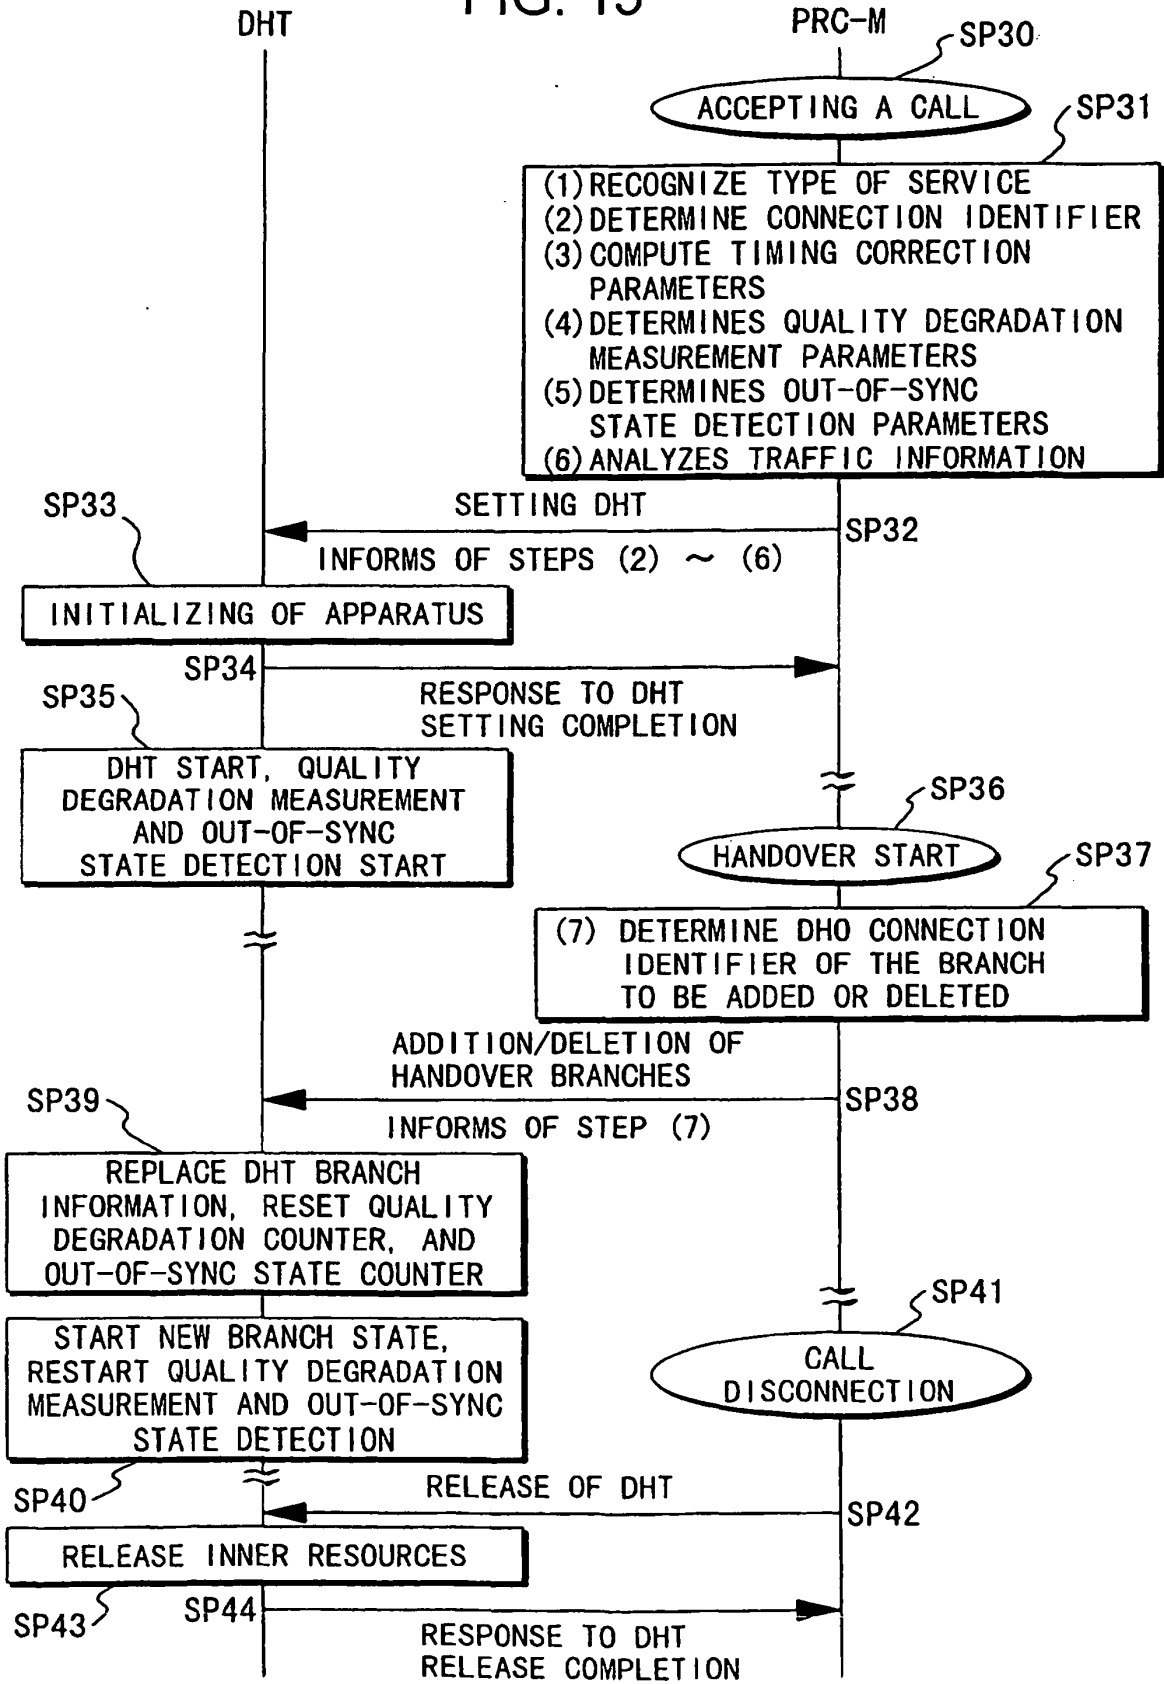 FIG. 15
DHT
PRC-M
SP30
ACCEPTING A CALL
SP31
(1) RECOGNIZE TYPE OF SERVICE
(2) DETERMINE CONNECTION IDENTIFIER
(3) COMPUTE TIMING CORRECTION
PARAMETERS
(4) DETERMINES QUALITY DEGRADATION
MEASUREMENT PARAMETERS
(5) DETERMINES OUT-OF-SYNC
STATE DETECTION PARAMETERS
(6) ANALYZES TRAFFIC INFORMATION
SP33
SETTING DHT
SP32
INFORMS OF STEPS (2) ~ (6)
INITIALIZING OF APPARATUS
SP34
RESPONSE TO DHT
SETTING COMPLETION
SP35
DHT START, QUALITY
DEGRADATION MEASUREMENT
AND OUT-OF-SYNC
STATE DETECTION START
SP36
HANDOVER START
SP37
(7) DETERMINE DHO CONNECTION
IDENTIFIER OF THE BRANCH
TO BE ADDED OR DELETED
ADDITION/DELETION OF
HANDOVER BRANCHES
SP38
SP39
INFORMS OF STEP (7)
REPLACE DHT BRANCH
INFORMATION, RESET QUALITY
DEGRADATION COUNTER, AND
OUT-OF-SYNC STATE COUNTER
SP41
START NEW BRANCH STATE,
RESTART QUALITY DEGRADATION
MEASUREMENT AND OUT-OF-SYNC
STATE DETECTION
CALL
DISCONNECTION
SP40
RELEASE OF DHT
SP42
RELEASE INNER RESOURCES
SP43
SP44
RESPONSE TO DHT
RELEASE COMPLETION